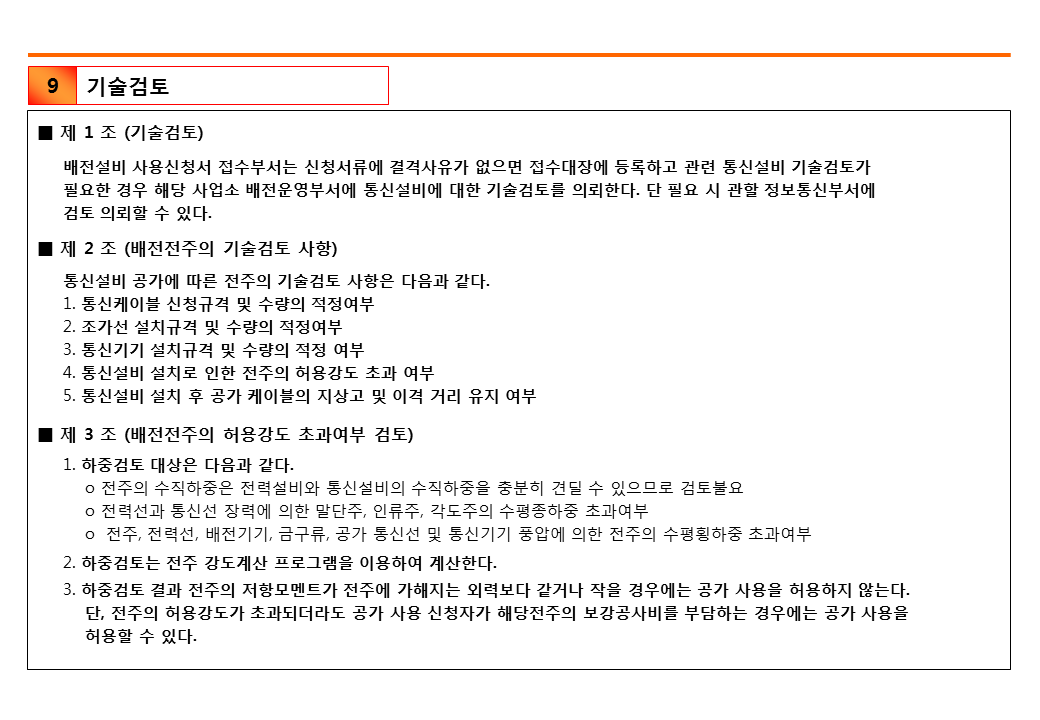 9 기술검토
■ 제 1 조 (기술검토)
배전설비 사용신청서 접수부서는 신청서류에 결격사유가 없으면 접수대장에 등록하고 관련 통신설비 기술검토가
필요한 경우 해당 사업소 배전운영부서에 통신설비에 대한 기술검토를 의뢰한다. 단 필요 시 관할 정보통신부서에
검토 의뢰할 수 있다.
■ 제 2 조 (배전전주의 기술검토 사항)
통신설비 공가에 따른 전주의 기술검토 사항은 다음과 같다.
1. 통신케이블 신청규격 및 수량의 적정여부
2. 조가선 설치규격 및 수량의 적정여부
3. 통신기기 설치규격 및 수량의 적정 여부
4. 통신설비 설치로 인한 전주의 허용강도 초과 여부
5. 통신설비 설치 후 공가 케이블의 지상고 및 이격 거리 유지 여부
■ 제 3 조 (배전전주의 허용강도 초과여부 검토)
1. 하중검토 대상은 다음과 같다.
o 전주의 수직하중은 전력설비와 통신설비의 수직하중을 충분히 견딜 수 있으므로 검토불요
o 전력선과 통신선 장력에 의한 말단주, 인류주, 각도주의 수평종하중 초과여부
o 전주, 전력선, 배전기기, 금구류, 공가 통신선 및 통신기기 풍압에 의한 전주의 수평횡하중 초과여부
2. 하중검토는 전주 강도계산 프로그램을 이용하여 계산한다.
3. 하중검토 결과 전주의 저항모멘트가 전주에 가해지는 외력보다 같거나 작을 경우에는 공가 사용을 허용하지 않는다.
단, 전주의 허용강도가 초과되더라도 공가 사용 신청자가 해당전주의 보강공사비를 부담하는 경우에는 공가 사용을
허용할 수 있다.